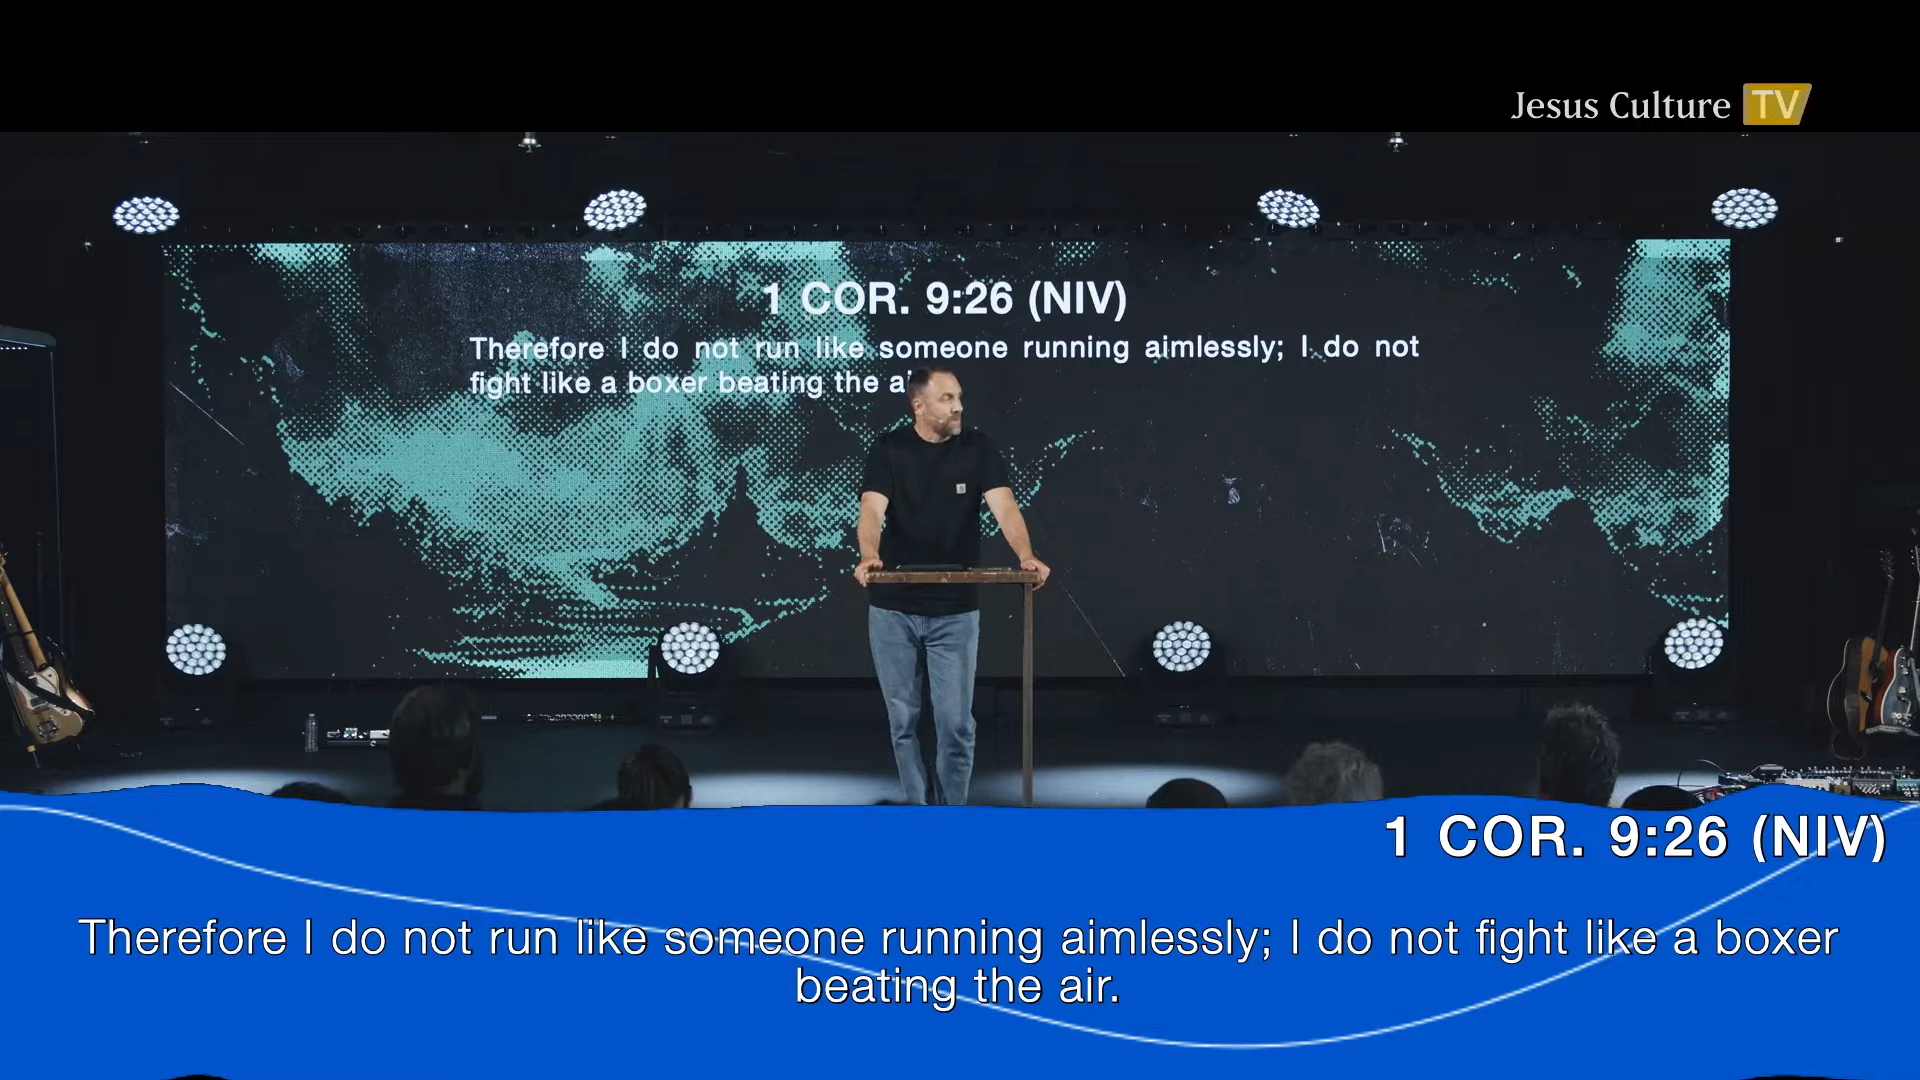 Jesus Culture TV
1 COR. 9:26 (NIV)
Therefore I do not run like someone running aimlessly; I do not
fight like a boxer beating the
1 COR. 9:26 (NIV)
Therefore I do not run like someone running aimlessly; I do not fight like a boxer
beating the air.